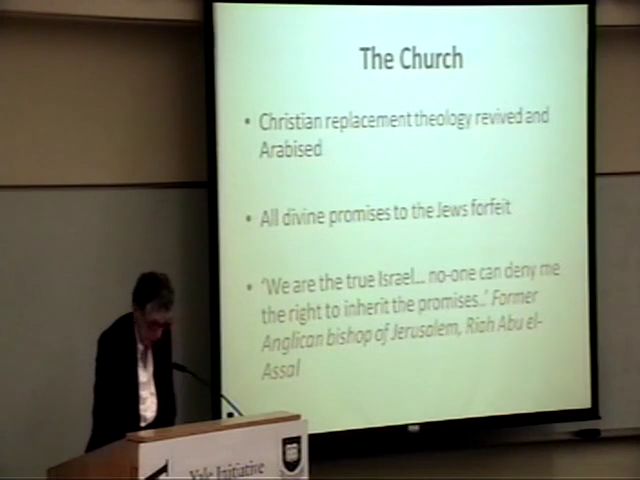 The Church
• Christian replacement theology revived and
Arabised
• All divine promises to the Jews forfeit
• 'We are the true Israel... no-one can deny me
the right to inherit the promises..' Former
Anglican bishop of Jerusalem, Riah Abu el-
Assal
Yale Initiative